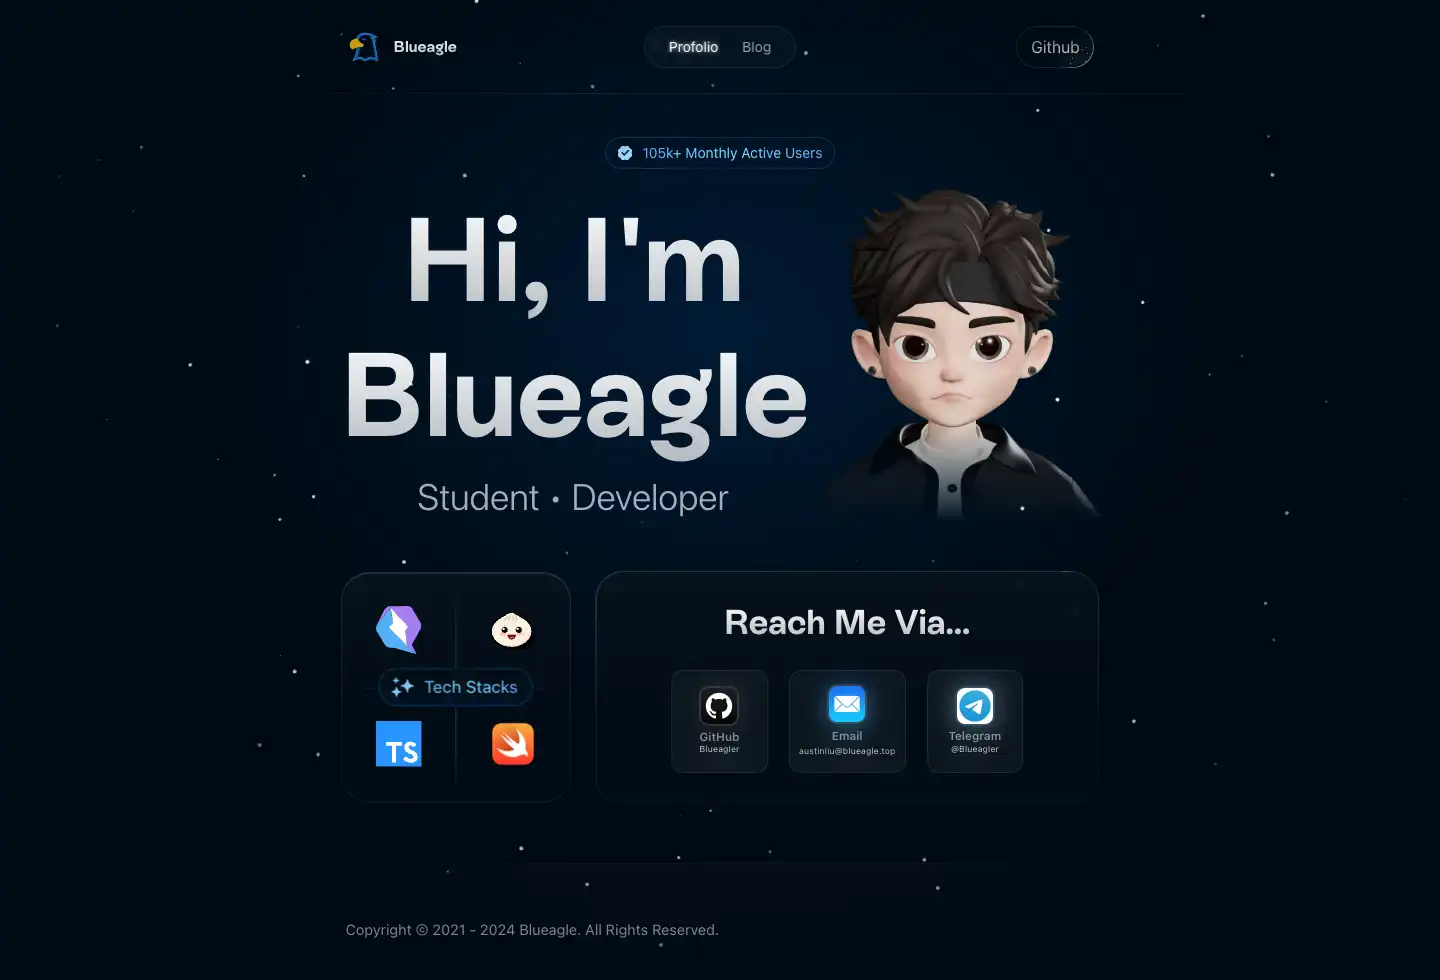 Blueagle
Profolio
Blog
Github
105k+ Monthly Active Users
Hi, I'm
Blueagle
Student • Developer
Tech Stacks
TS
Reach Me Via...
GitHub
Blueagler
Email
austinliu@blueagle.top
Telegram
@Blueagler
Copyright © 2021 - 2024 Blueagle. All Rights Reserved.